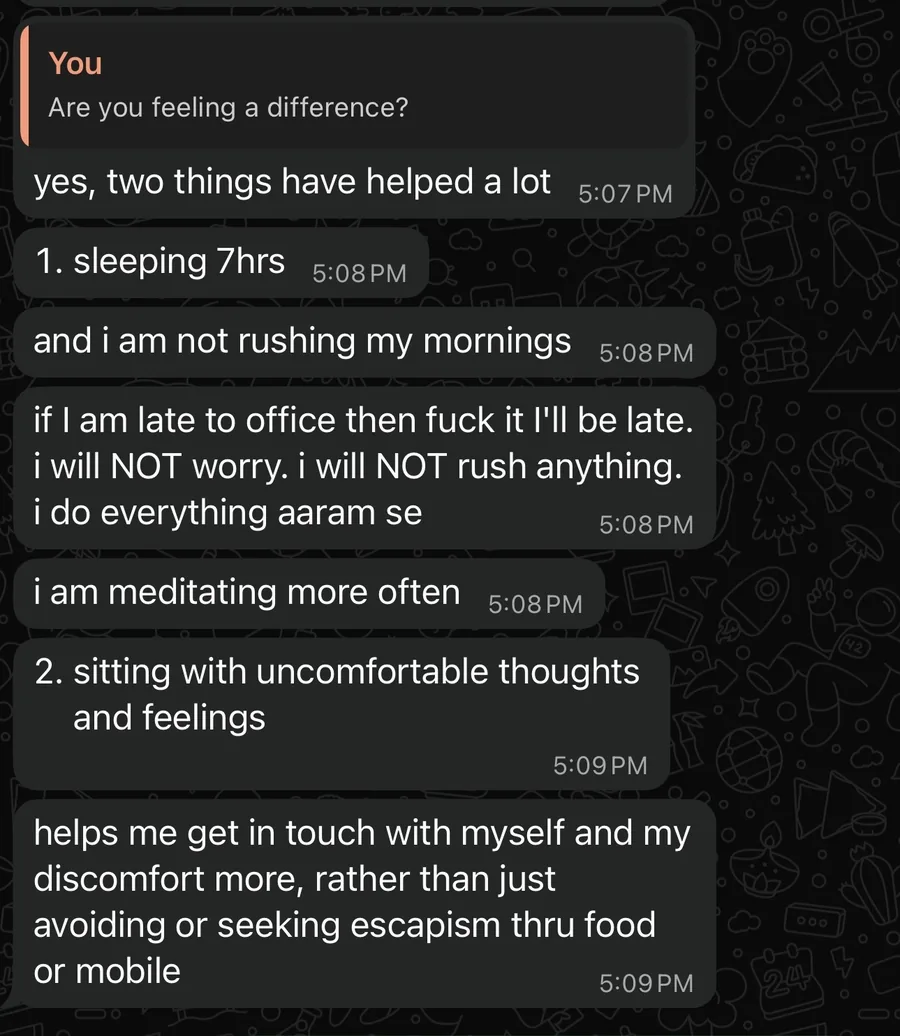 You
Are you feeling a difference?
yes, two things have helped a lot 5:07 PM
1. sleeping 7hrs 5:08 PM
and i am not rushing my mornings 5:08 PM
if I am late to office then fuck it I'll be late.
i will NOT worry. i will NOT rush anything.
i do everything aaram se 5:08 PM
i am meditating more often 5:08 PM
2. sitting with uncomfortable thoughts
and feelings
5:09 PM
helps me get in touch with myself and my
discomfort more, rather than just
avoiding or seeking escapism thru food
or mobile 5:09 PM
42
24